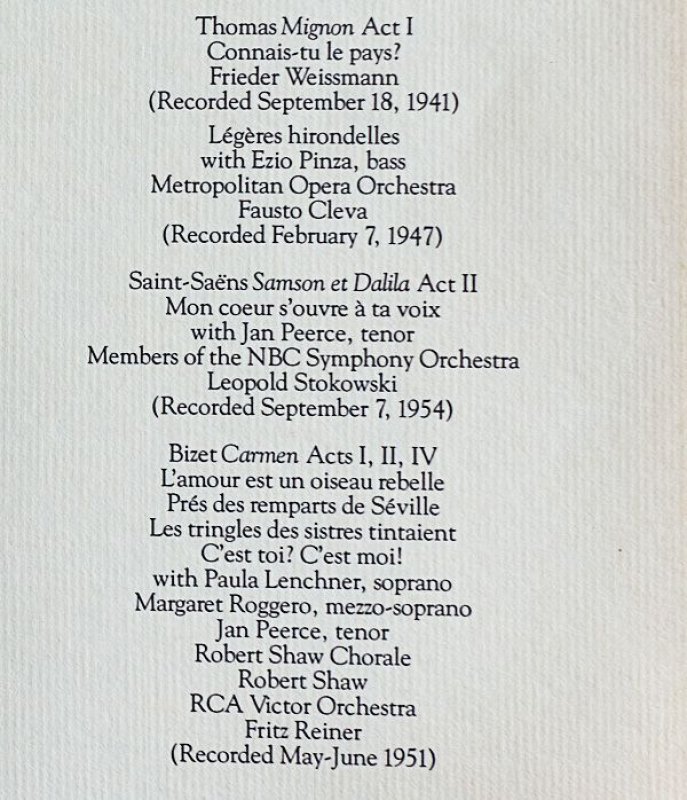 Thomas Mignon Act I
Connais-tu le pays?
Frieder Weissmann
(Recorded September 18, 1941)
Légères hirondelles
with Ezio Pinza, bass
Metropolitan Opera Orchestra
Fausto Cleva
(Recorded February 7, 1947)
Saint-Saëns Samson et Dalila Act II
Mon coeur s'ouvre à ta voix
with Jan Peerce, tenor
Members of the NBC Symphony Orchestra
Leopold Stokowski
(Recorded September 7, 1954)
Bizet Carmen Acts I, II, IV
L'amour est un oiseau rebelle
Prés des remparts de Séville
Les tringles des sistres tintaient
C'est toi? C'est moi!
with Paula Lenchner, soprano
Margaret Roggero, mezzo-soprano
Jan Peerce, tenor
Robert Shaw Chorale
Robert Shaw
RCA Victor Orchestra
Fritz Reiner
(Recorded May-June 1951)